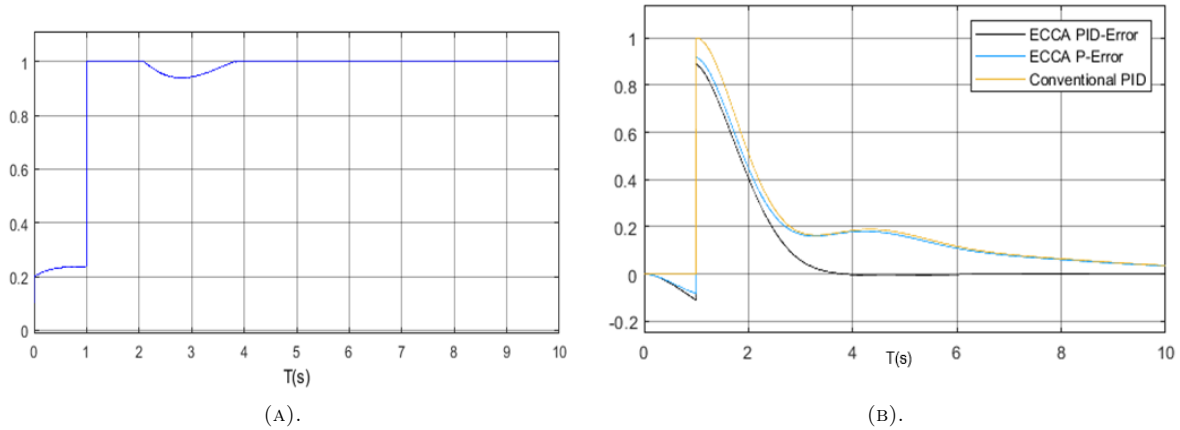 1
0.8
0.6
0.4
0.2
0
0 1 2 3 4 5 6 7 8 9 10
T(s)
(A).
1
0.8
0.6
0.4
0.2
0
-0.2
ECCA PID-Error
ECCA P-Error
Conventional PID
0 2 4 6 8 10
T(s)
(B).